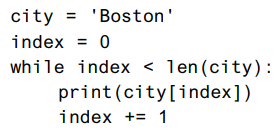 city = 'Boston'
index = 0
while index < len(city):
    print(city[index])
    index += 1